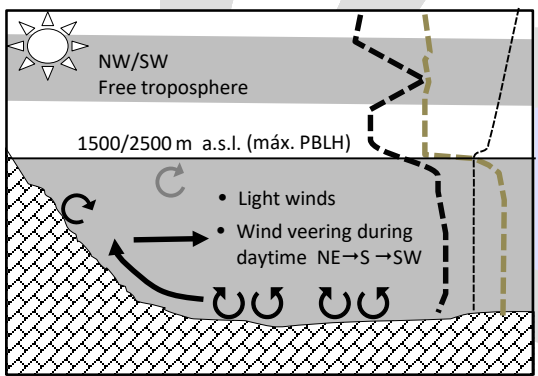 NW/SW
Free troposphere
1500/2500 m a.s.l. (máx. PBLH)
• Light winds
• Wind veering during
daytime NE→S→SW